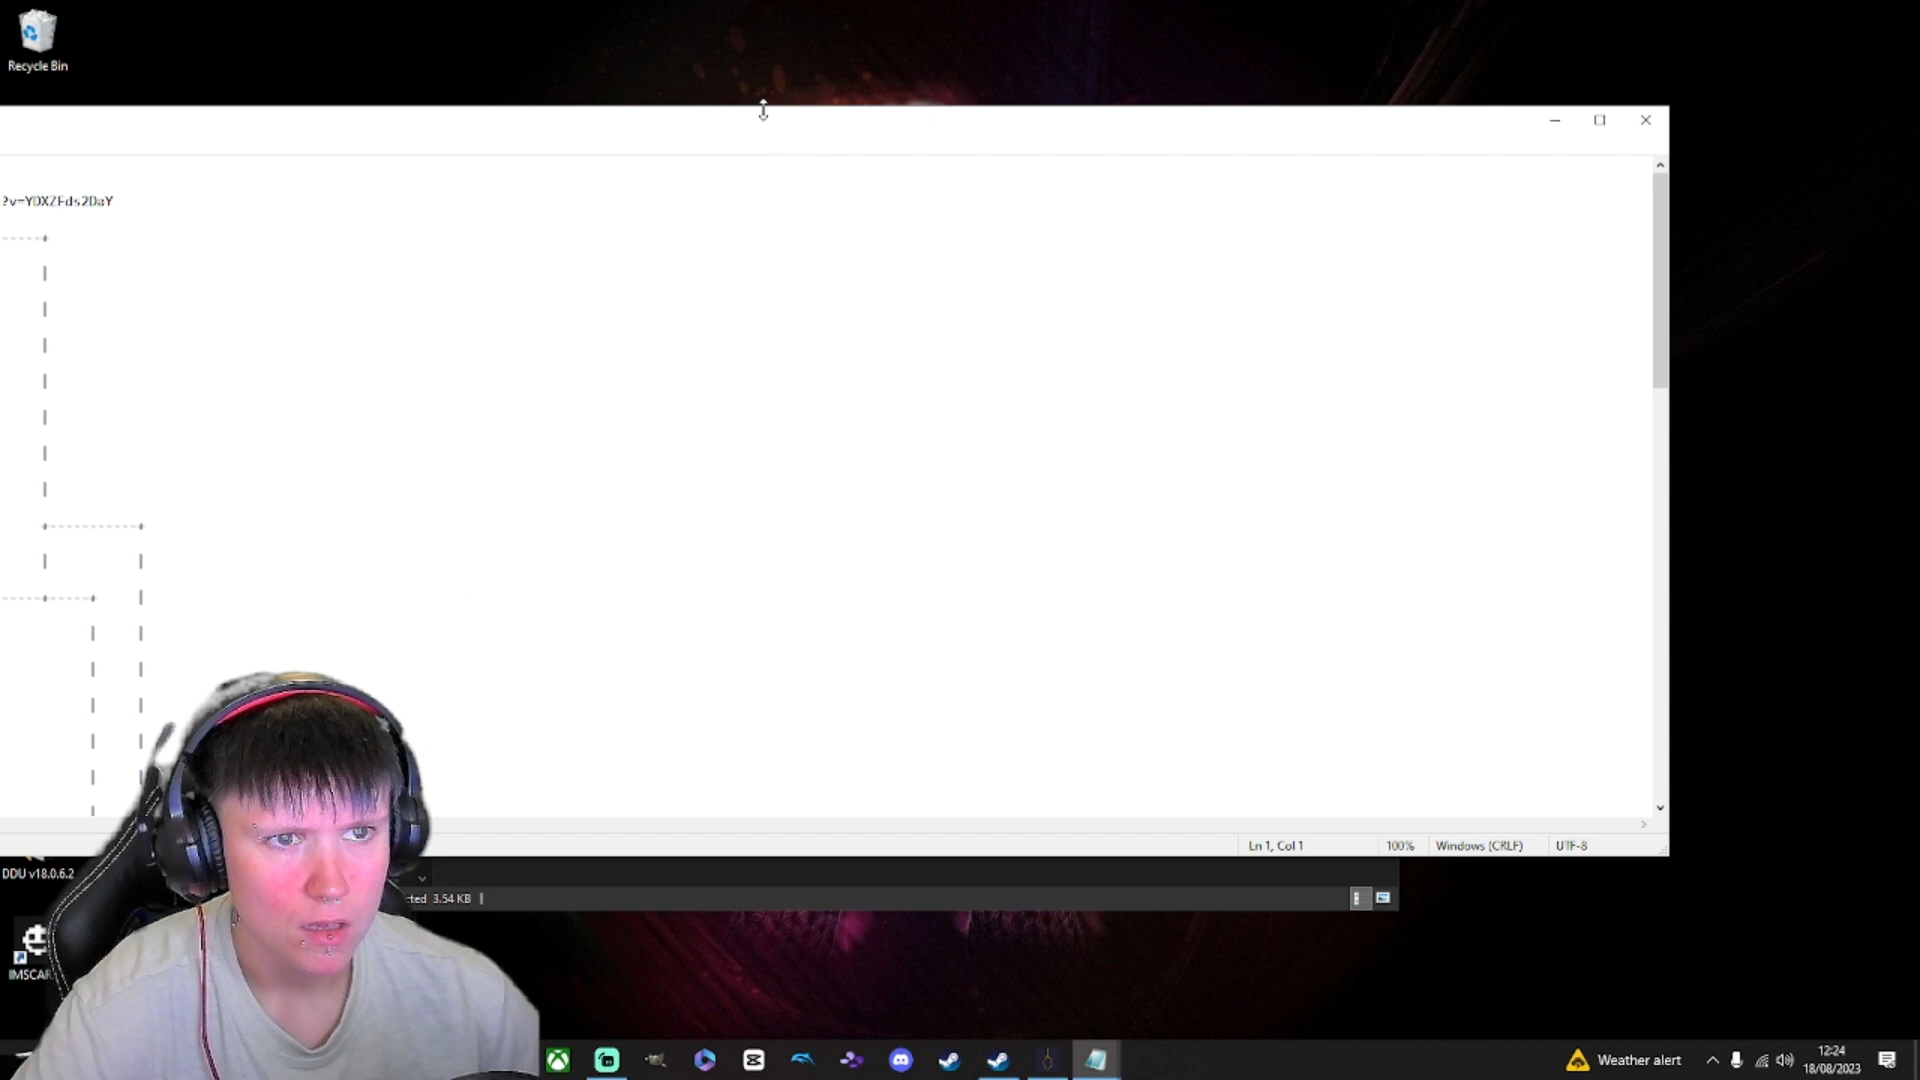 Recycle Bin
?v=YDXZFds2DaY
Ln 1, Col 1
100%
Windows (CRLF)
UTF-8
DDU v18.0.6.2
3.54 KB
Weather alert
12:24
18/08/2023